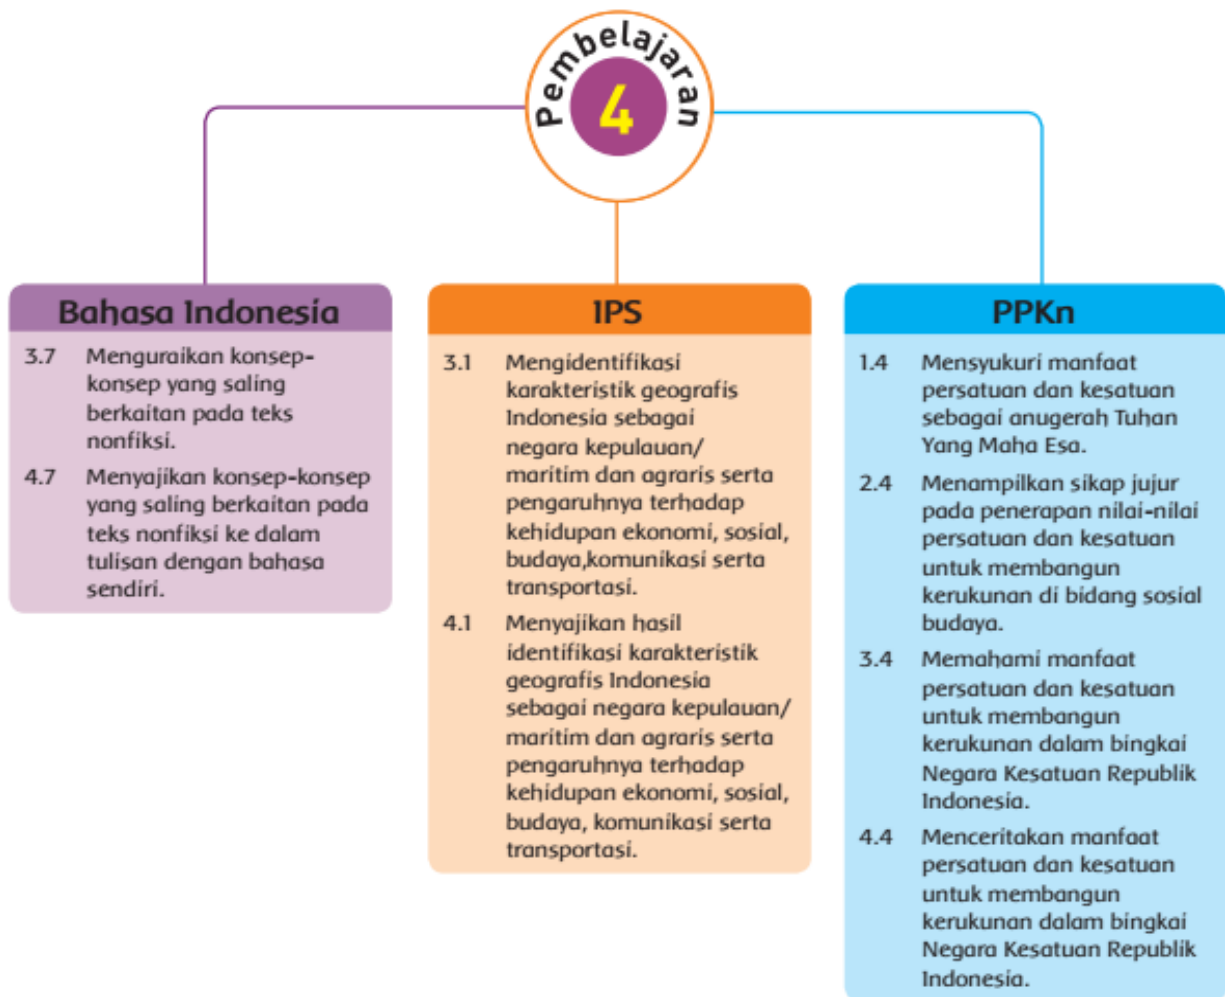 Pembelajaran
4
Bahasa Indonesia
3.7 Menguraikan konsep-
konsep yang saling
berkaitan pada teks
nonfiksi.
4.7 Menyajikan konsep-konsep
yang saling berkaitan pada
teks nonfiksi ke dalam
tulisan dengan bahasa
sendiri.
IPS
3.1 Mengidentifikasi
karakteristik geografis
Indonesia sebagai
negara kepulauan/
maritim dan agraris serta
pengaruhnya terhadap
kehidupan ekonomi, sosial,
budaya,komunikasi serta
transportasi.
4.1 Menyajikan hasil
identifikasi karakteristik
geografis Indonesia
sebagai negara kepulauan/
maritim dan agraris serta
pengaruhnya terhadap
kehidupan ekonomi, sosial,
budaya, komunikasi serta
transportasi.
PPKn
1.4 Mensyukuri manfaat
persatuan dan kesatuan
sebagai anugerah Tuhan
Yang Maha Esa.
2.4 Menampilkan sikap jujur
pada penerapan nilai-nilai
persatuan dan kesatuan
untuk membangun
kerukunan di bidang sosial
budaya.
3.4 Memahami manfaat
persatuan dan kesatuan
untuk membangun
kerukunan dalam bingkai
Negara Kesatuan Republik
Indonesia.
4.4 Menceritakan manfaat
persatuan dan kesatuan
untuk membangun
kerukunan dalam bingkai
Negara Kesatuan Republik
Indonesia.